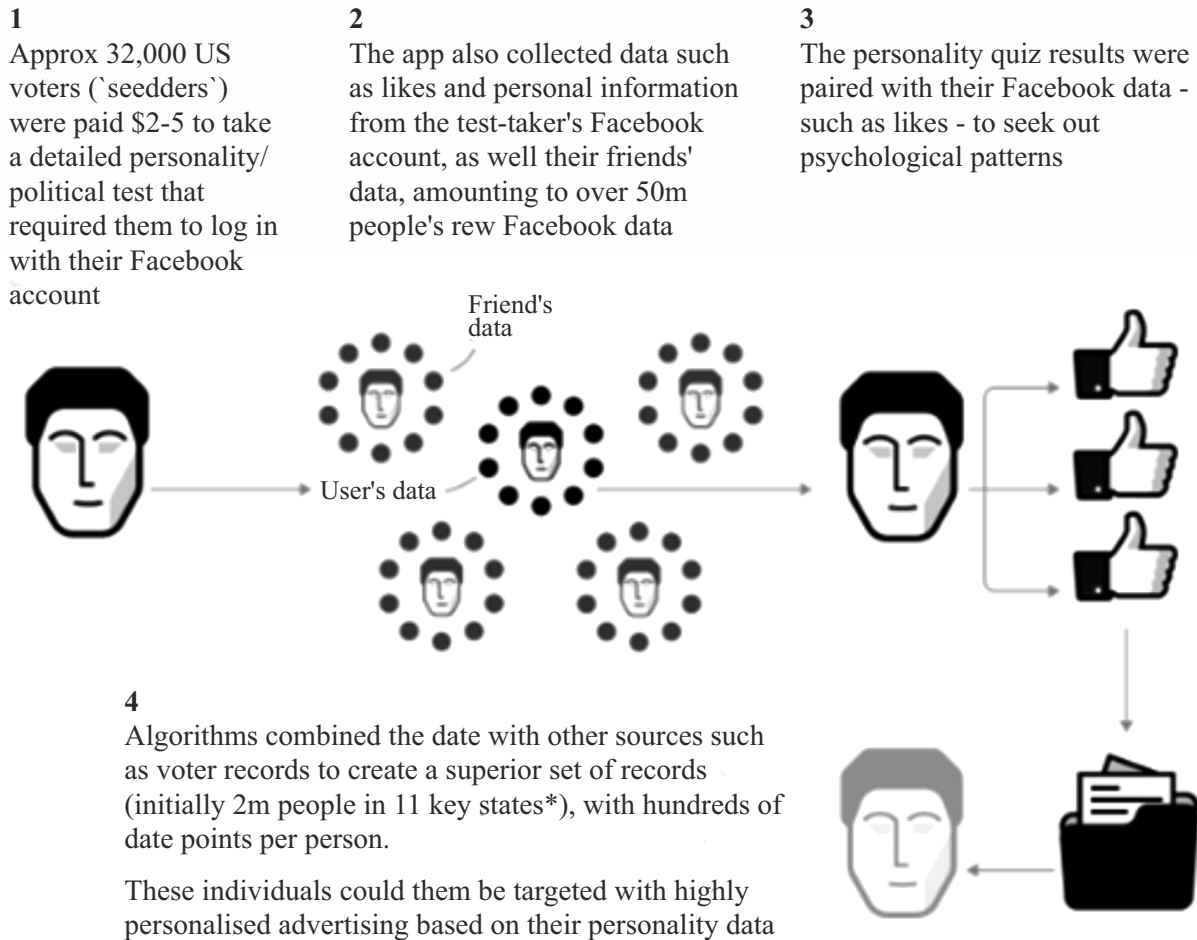 1
Approx 32,000 US
voters (`seedders`)
were paid $2-5 to take
a detailed personality/
political test that
required them to log in
with their Facebook
account
2
The app also collected data such
as likes and personal information
from the test-taker's Facebook
account, as well their friends'
data, amounting to over 50m
people's rew Facebook data
3
The personality quiz results were
paired with their Facebook data -
such as likes - to seek out
psychological patterns
Friend's
data
User's data
4
Algorithms combined the date with other sources such
as voter records to create a superior set of records
(initially 2m people in 11 key states*), with hundreds of
date points per person.
These individuals could them be targeted with highly
personalised advertising based on their personality data